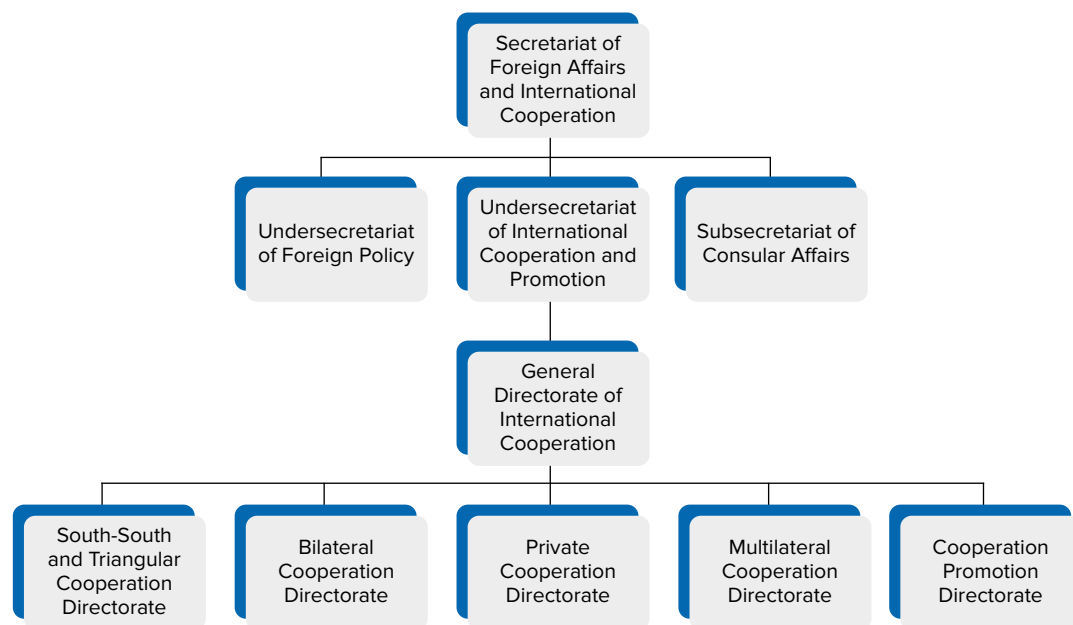 Secretariat of
Foreign Affairs
and International
Cooperation
Undersecretariat
of Foreign Policy
Undersecretariat
of International
Cooperation and
Promotion
Subsecretariat of
Consular Affairs
General
Directorate of
International
Cooperation
South-South
and Triangular
Cooperation
Directorate
Bilateral
Cooperation
Directorate
Private
Cooperation
Directorate
Multilateral
Cooperation
Directorate
Cooperation
Promotion
Directorate